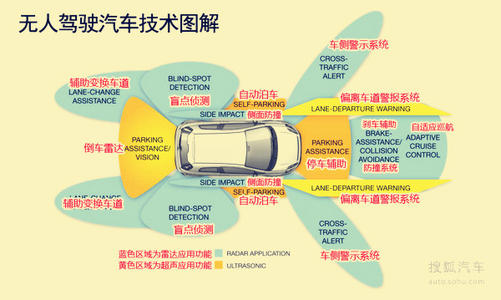 无人驾驶汽车技术图解
车侧警示系统
CROSS-
TRAFFIC
ALERT
辅助变换车道
LANE-CHANGE
ASSISTANCE
BLIND-SPOT
DETECTION
盲点侦测
自动泊车
SELF-PARKING
SIDE IMPACT 侧面防撞
偏离车道警报系统
LANE-DEPARTURE WARNING
倒车雷达
PARKING
ASSISTANCE/
VISION
PARKING
ASSISTANCE
停车辅助
刹车辅助
BRAKE-
ASSISTANCE/
COLLISION
AVOIDANCE
防撞系统
自适应巡航
ADAPTIVE
CRUISE
CONTROL
SIDE IMPACT 侧面防撞
SELF-PARKING
自动泊车
LANE-DEPARTURE WARNING
偏离车道警报系统
LANE-CHANGE
ASSISTANCE
辅助变换车道
BLIND-SPOT
DETECTION
盲点侦测
CROSS-
TRAFFIC
ALERT
车侧警示系统
蓝色区域为雷达应用功能 RADAR APPLICATION
黄色区域为超声应用功能 ULTRASONIC
搜狐汽车
auto.sohu.com